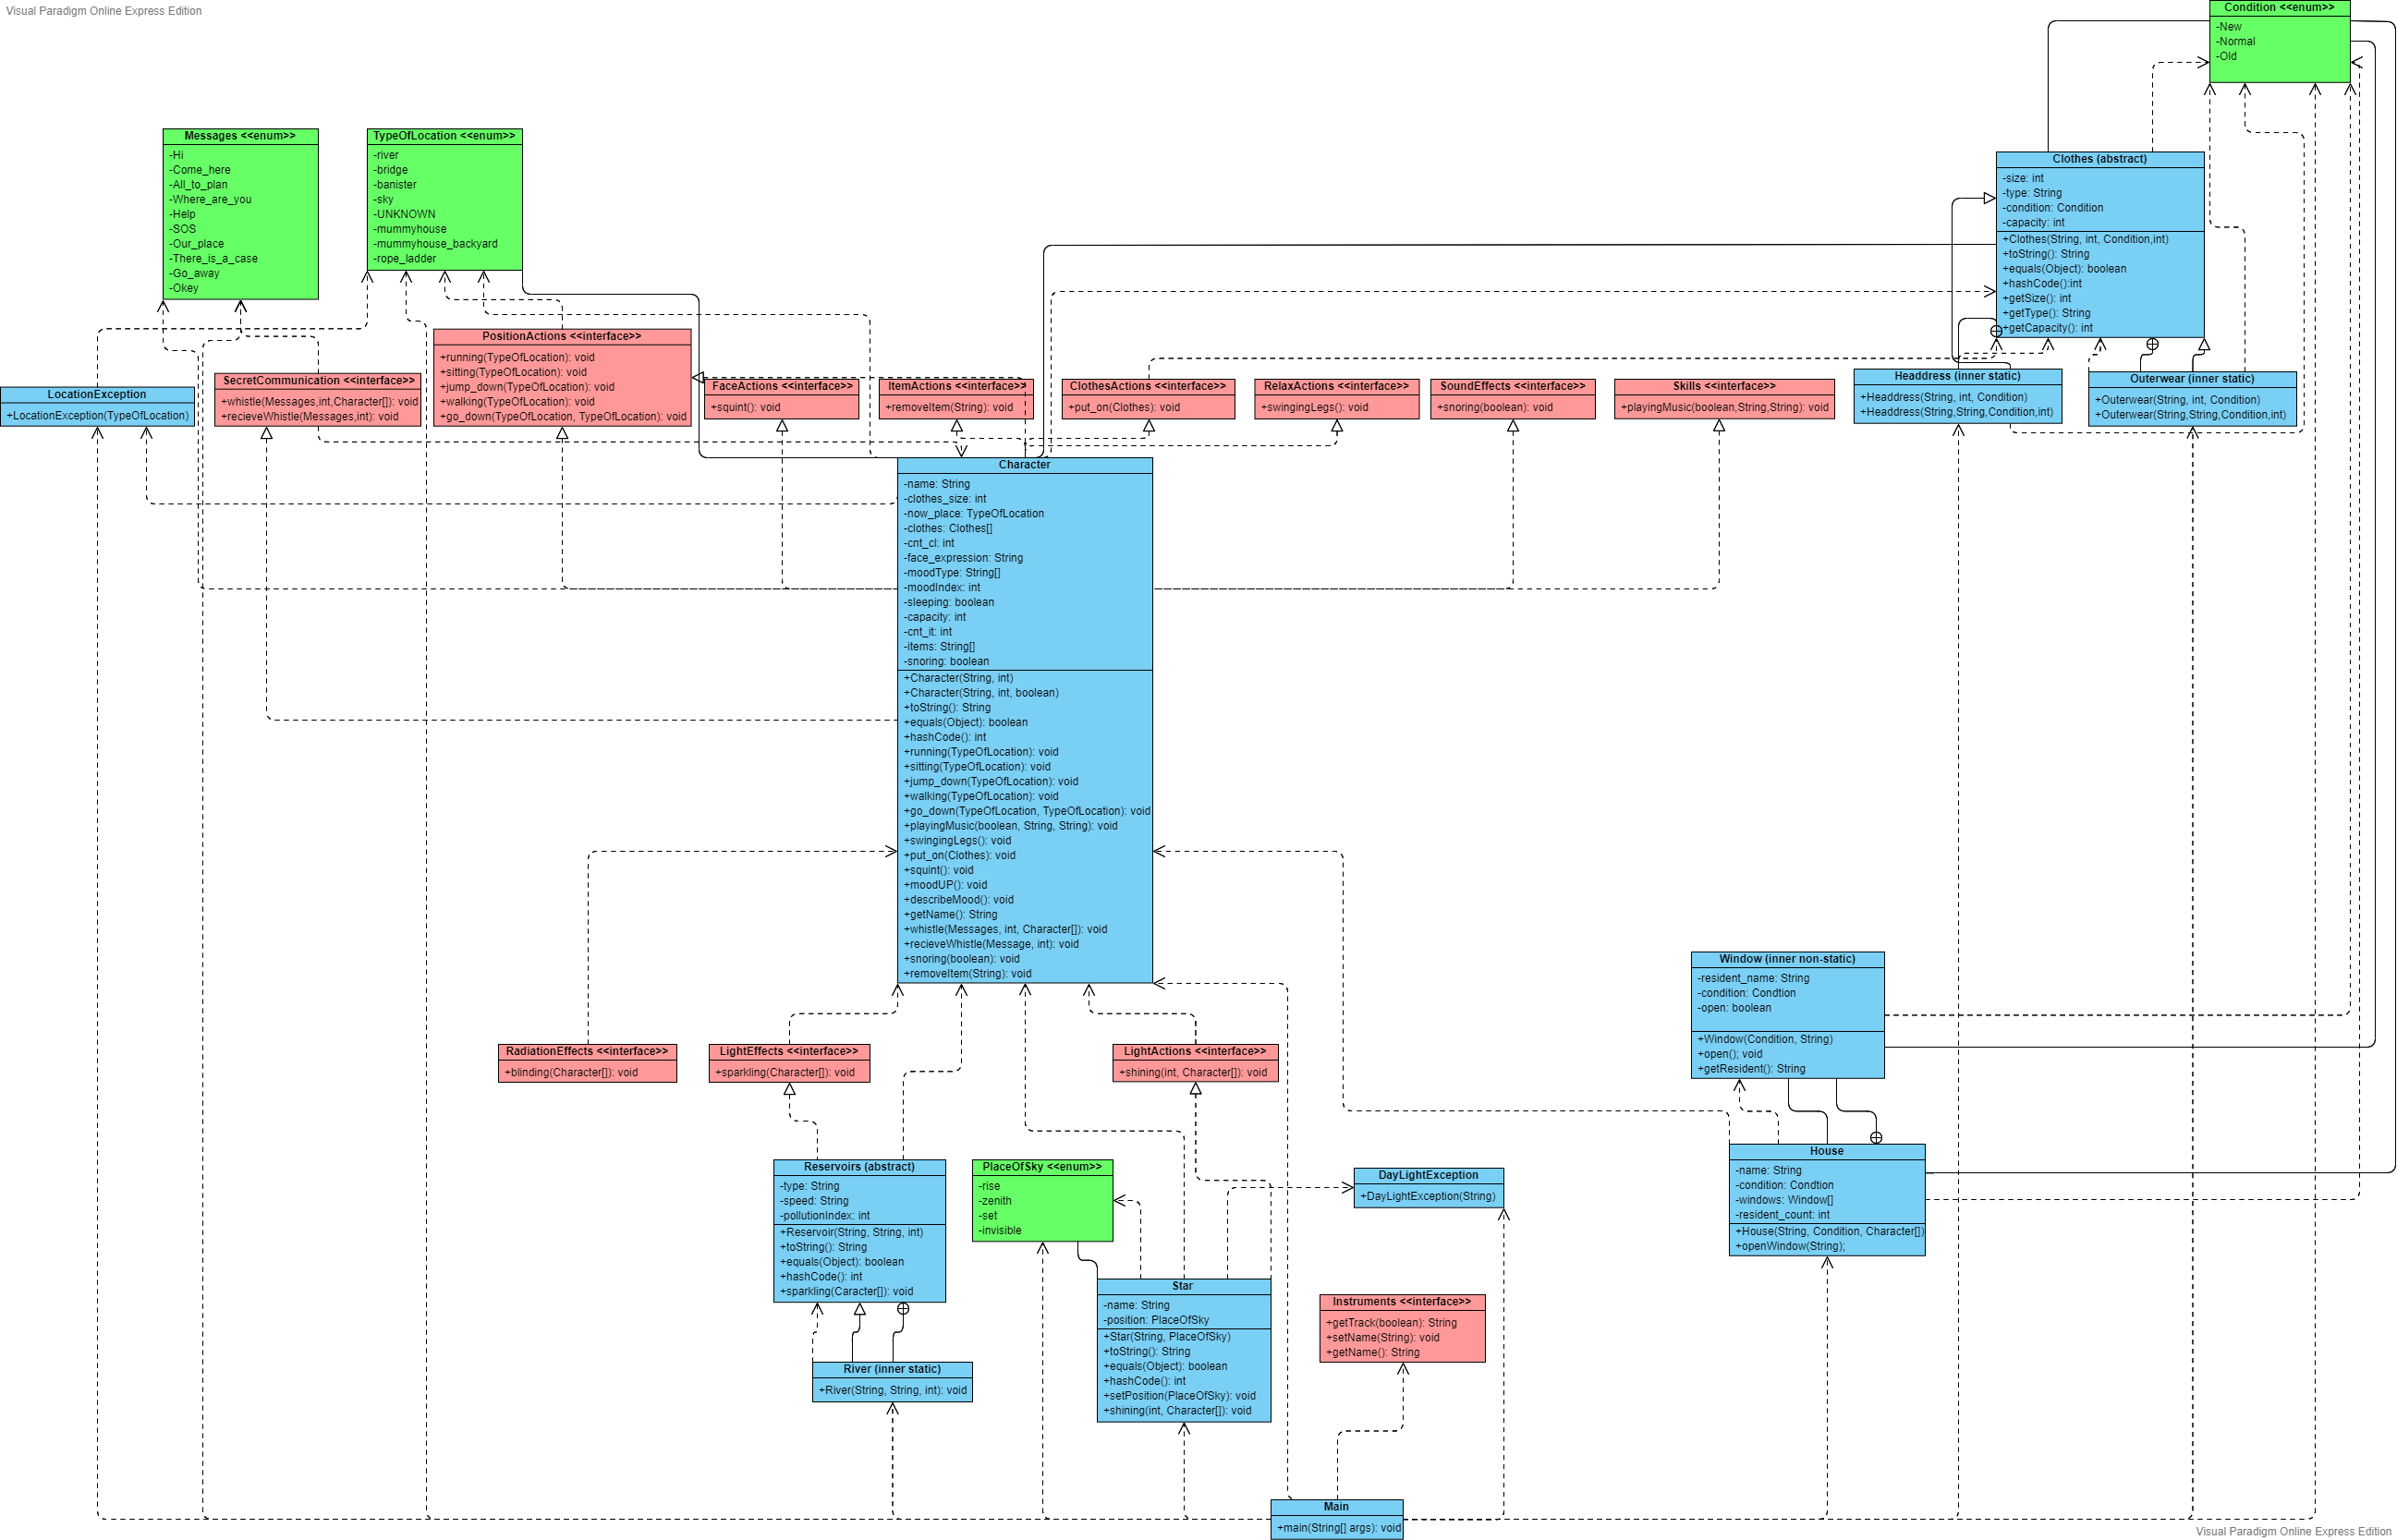 Visual Paradigm Online Express Edition
Condition <<enum>>
-New
-Normal
-Old
Messages <<enum>>
-Hi
-Come_here
-All_to_plan
-Where_are_you
-Help
-SOS
-Our_place
-There_is_a_case
-Go_away
-Okey
TypeOfLocation <<enum>>
-river
-bridge
-banister
-sky
-UNKNOWN
-mummyhouse
-mummyhouse_backyard
-rope_ladder
Clothes (abstract)
-size: int
-type: String
-condition: Condition
-capacity: int
+Clothes(String, int, Condition,int)
+toString(): String
+equals(Object): boolean
+hashCode():int
+getSize(): int
+getType(): String
+getCapacity(): int
LocationException
+LocationException(TypeOfLocation)
SecretCommunication <<interface>>
+whistle(Messages,int,Character[]): void
+recieveWhistle(Messages,int): void
PositionActions <<interface>>
+running(TypeOfLocation): void
+sitting(TypeOfLocation): void
+jump_down(TypeOfLocation): void
+walking(TypeOfLocation): void
+go_down(TypeOfLocation, TypeOfLocation): void
FaceActions <<interface>>
+squint(): void
ItemActions <<interface>>
+removeItem(String): void
ClothesActions <<interface>>
+put_on(Clothes): void
RelaxActions <<interface>>
+swingingLegs(): void
SoundEffects <<interface>>
+snoring(boolean): void
Skills <<interface>>
+playingMusic(boolean,String,String): void
Headdress (inner static)
+Headdress(String, int, Condition)
+Headdress(String,String,Condition,int)
Outerwear (inner static)
+Outerwear(String, int, Condition)
+Outerwear(String,String,Condition,int)
Character
-name: String
-clothes_size: int
-now_place: TypeOfLocation
-clothes: Clothes[]
-cnt_cl: int
-face_expression: String
-moodType: String[]
-moodIndex: int
-sleeping: boolean
-capacity: int
-cnt_it: int
-items: String[]
-snoring: boolean
+Character(String, int)
+Character(String, int, boolean)
+toString(): String
+equals(Object): boolean
+hashCode(): int
+running(TypeOfLocation): void
+sitting(TypeOfLocation): void
+jump_down(TypeOfLocation): void
+walking(TypeOfLocation): void
+go_down(TypeOfLocation, TypeOfLocation): void
+playingMusic(boolean, String, String): void
+swingingLegs(): void
+put_on(Clothes): void
+squint(): void
+moodUP(): void
+describeMood(): void
+getName(): String
+whistle(Messages, int, Character[]): void
+recieveWhistle(Message, int): void
+snoring(boolean): void
+removeItem(String): void
Window (inner non-static)
-resident_name: String
-condition: Condtion
-open: boolean
+Window(Condition, String)
+open(); void
+getResident(): String
RadiationEffects <<interface>>
+blinding(Character[]): void
LightEffects <<interface>>
+sparkling(Character[]): void
LightActions <<interface>>
+shining(int, Character[]): void
House
-name: String
-condition: Condtion
-windows: Window[]
-resident_count: int
+House(String, Condition, Character[])
+openWindow(String);
Reservoirs (abstract)
-type: String
-speed: String
-pollutionIndex: int
+Reservoir(String, String, int)
+toString(): String
+equals(Object): boolean
+hashCode(): int
+sparkling(Caracter[]): void
PlaceOfSky <<enum>>
-rise
-zenith
-set
-invisible
DayLightException
+DayLightException(String)
Star
-name: String
-position: PlaceOfSky
+Star(String, PlaceOfSky)
+toString(): String
+equals(Object): boolean
+hashCode(): int
+setPosition(PlaceOfSky): void
+shining(int, Character[]): void
Instruments <<interface>>
+getTrack(boolean): String
+setName(String): void
+getName(): String
River (inner static)
+River(String, String, int): void
Main
+main(String[] args): void
Visual Paradigm Online Express Edition